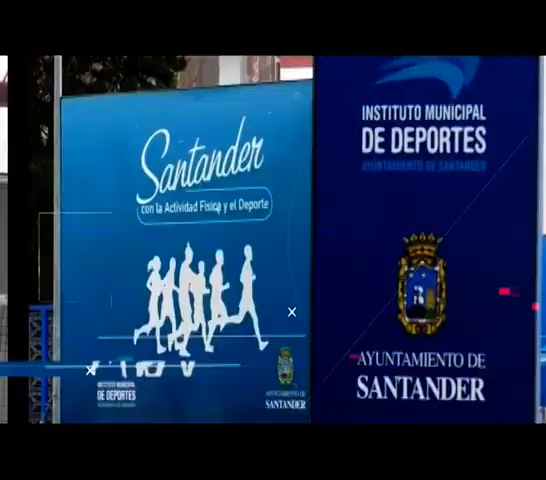 Santander
con la Actividad Física y el Deporte
INSTITUTO MUNICIPAL
DE DEPORTES
AYUNTAMIENTO DE
SANTANDER
INSTITUTO MUNICIPAL
DE DEPORTES
AYUNTAMIENTO DE SANTANDER
AYUNTAMIENTO DE
SANTANDER